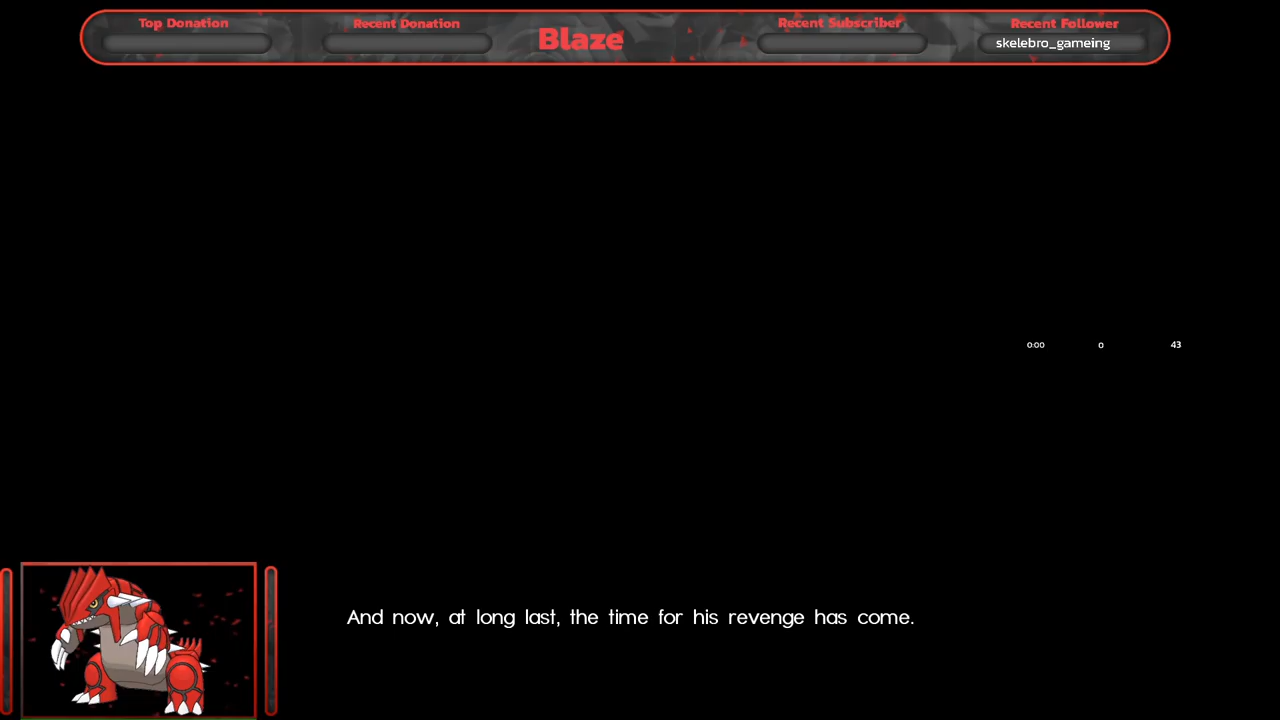 Top Donation
Recent Donation
Blaze
Recent Subscriber
Recent Follower
skelebro_gameing
0:00 0 43
And now, at long last, the time for his revenge has come.